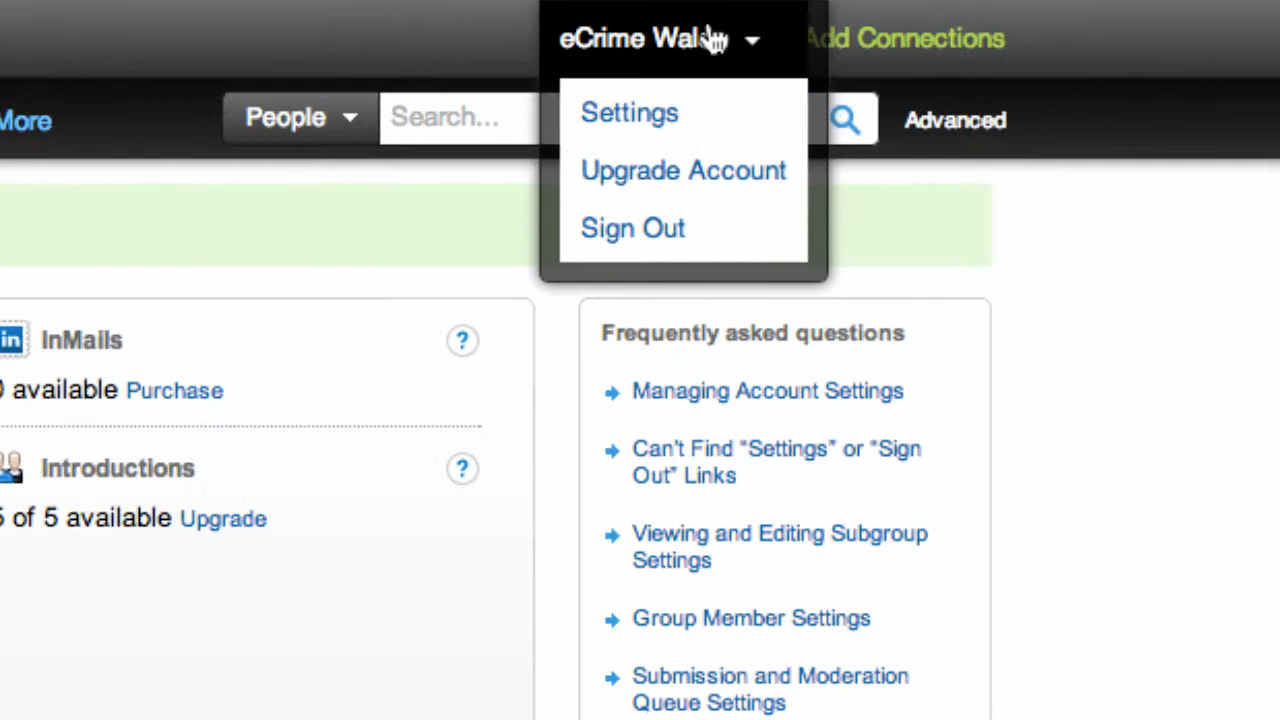 eCrime
Add Connections
More
People
Search...
Advanced
Settings
Upgrade Account
Sign Out
in InMails ?
available Purchase
Introductions ?
5 of 5 available Upgrade
Frequently asked questions
Managing Account Settings
Can't Find "Settings" or "Sign
Out" Links
Viewing and Editing Subgroup
Settings
Group Member Settings
Submission and Moderation
Queue Settings